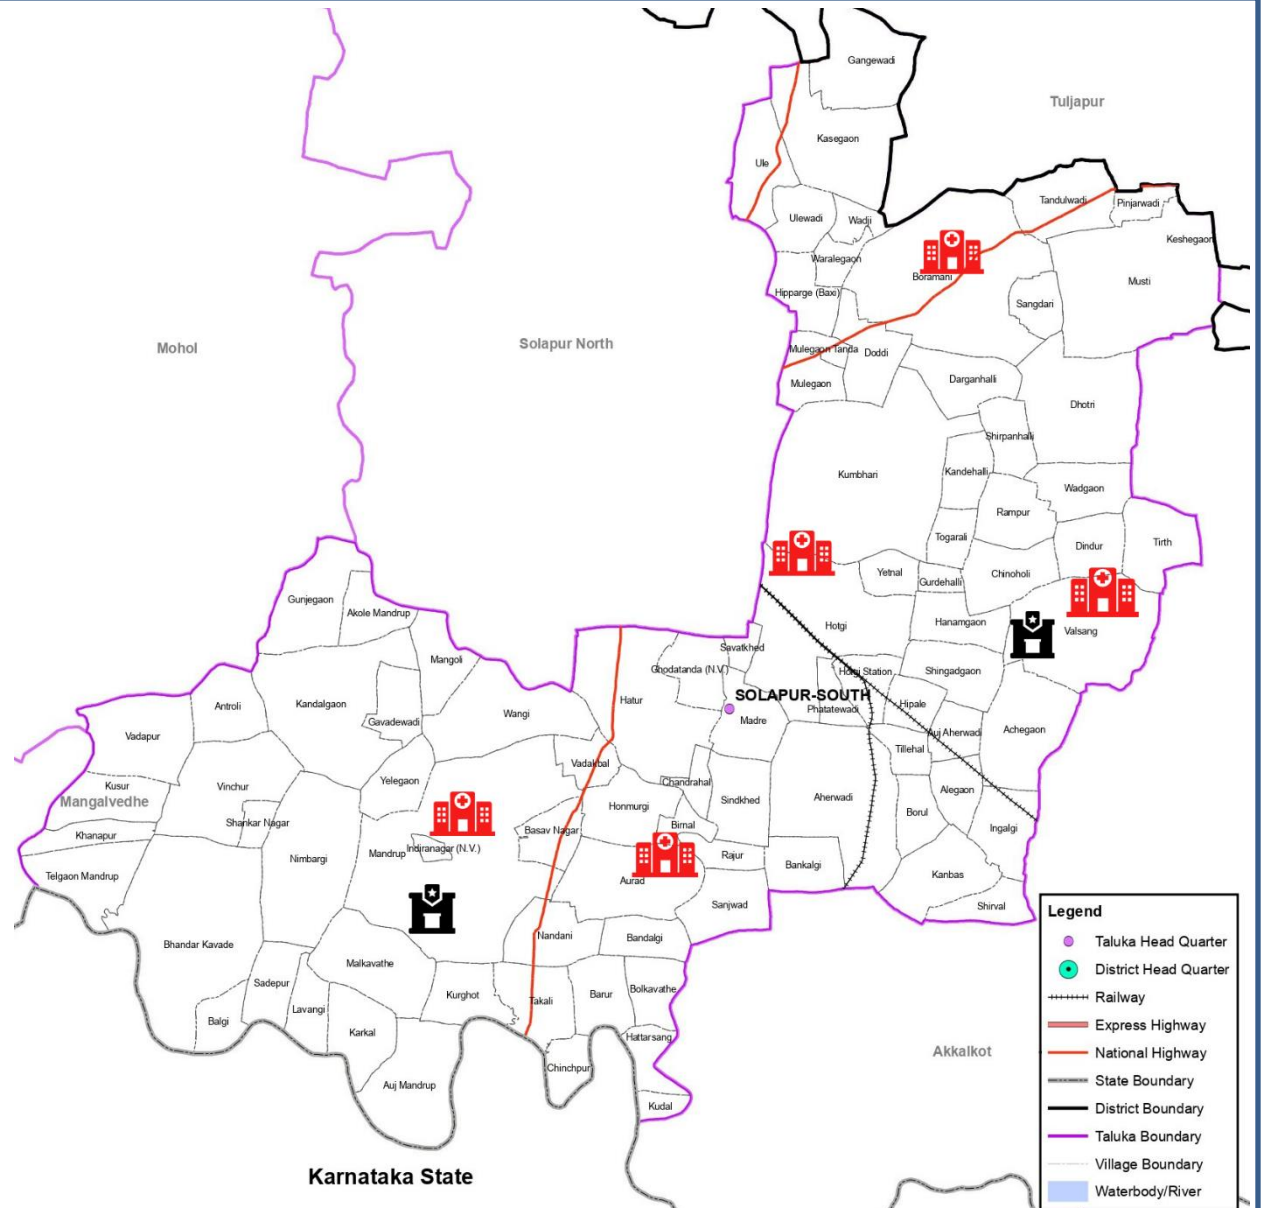 Gangewadi
Tuljapur
Kasegaon
Ule
Tandulwadi
Pinjarwadi
Ulewadi
Wadji
Keshegaon
Waralegaon
Boramani
Musti
Hipparge (Baxi)
Sangdari
Mohol
Solapur North
Mulegaon Tanda
Doddi
Mulegaon
Darganhalli
Dhotri
Shirpanhalli
Kumbhari
Kandehalli
Wadgaon
Rampur
Togarali
Dindur
Tirth
Yetnal
Gurdehalli
Chinoholi
Gunjegaon
Akole Mandrup
Hotgi
Hanamgaon
Valsang
Savatkhed
Mangoli
Ghodatanda (N.V.)
Hotgi Station
Shingadgaon
SOLAPUR-SOUTH
Hatur
Antroli
Kandalgaon
Wangi
Phatatewadi
Hipale
Gavadewadi
Madre
Vadapur
Auj Aherwadi
Achegaon
Tillehal
Vadakbal
Kusur
Vinchur
Yelegaon
Chandrahal
Alegaon
Mangalvedhe
Honmurgi
Sindkhed
Aherwadi
Borul
Shankar Nagar
Birnal
Ingalgi
Khanapur
Basav Nagar
Indiranagar (N.V.)
Mandrup
Nimbargi
Rajur
Bankalgi
Telgaon Mandrup
Aurad
Kanbas
Sanjwad
Shirval
Nandani
Bandalgi
Bhandar Kavade
Malkavathe
Sadepur
Bolkavathe
Kurghot
Takali
Barur
Lavangi
Balgi
Karkal
Hattarsang
Akkalkot
Chinchpur
Auj Mandrup
Kudal
Karnataka State
Legend
Taluka Head Quarter
District Head Quarter
Railway
Express Highway
National Highway
State Boundary
District Boundary
Taluka Boundary
Village Boundary
Waterbody/River